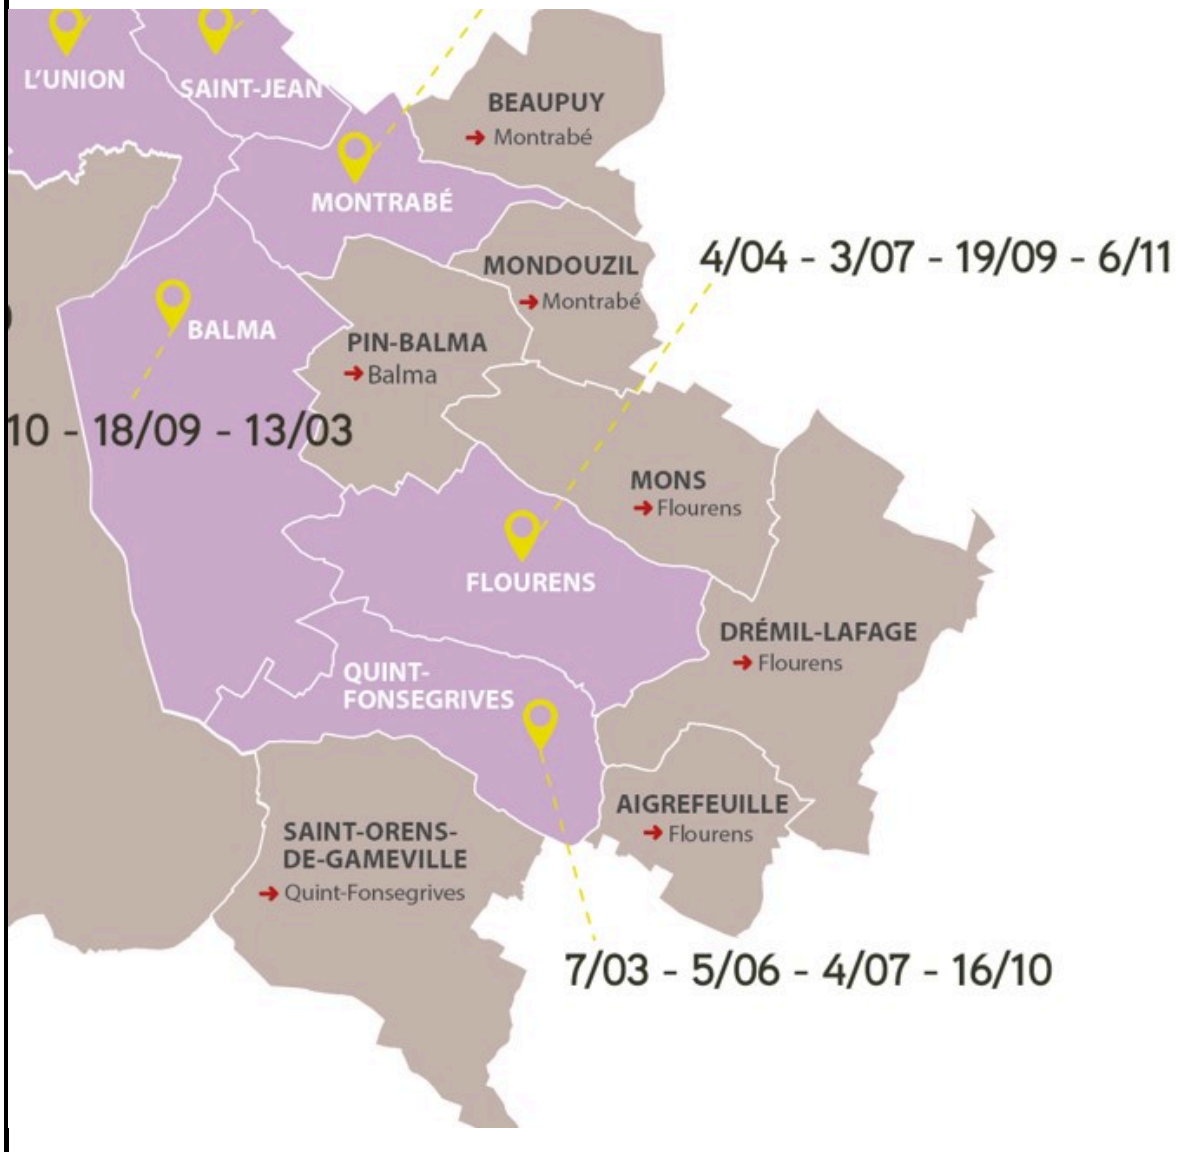 L'UNION
SAINT-JEAN
BEAUPUY
Montrabé
MONTRABÉ
4/04 - 3/07 - 19/09 - 6/11
MONDOUZIL
Montrabé
BALMA
PIN-BALMA
Balma
10 - 18/09 - 13/03
MONS
Flourens
FLOURENS
DRÉMIL-LAFAGE
Flourens
QUINT-
FONSEGRIVES
AIGREFEUILLE
Flourens
SAINT-ORENS-
DE-GAMEVILLE
Quint-Fonsegrives
7/03 - 5/06 - 4/07 - 16/10